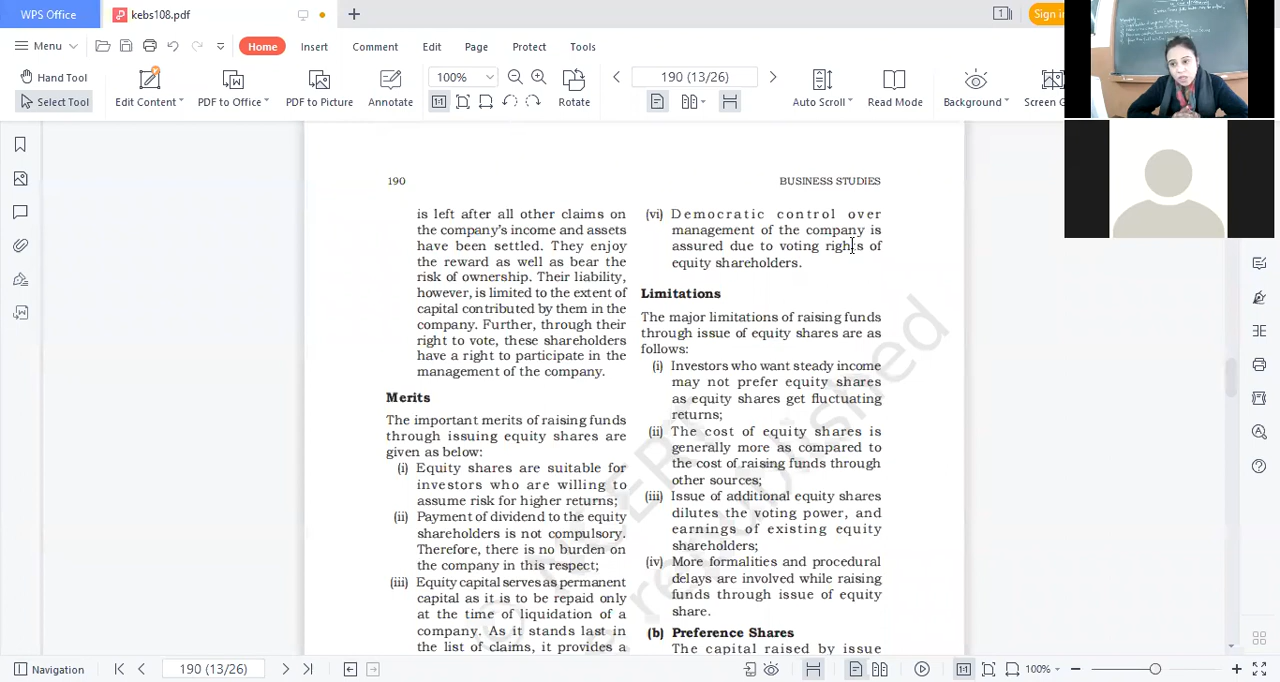 WPS Office
kebs108.pdf
1
Sign in
Menu
Home
Insert
Comment
Edit
Page
Protect
Tools
Hand Tool
Select Tool
Edit Content
PDF to Office
PDF to Picture
Annotate
100%
Rotate
190 (13/26)
Auto Scroll
Read Mode
Background
Screen G
190
BUSINESS STUDIES
is left after all other claims on
the company's income and assets
have been settled. They enjoy
the reward as well as bear the
risk of ownership. Their liability,
however, is limited to the extent of
capital contributed by them in the
company. Further, through their
right to vote, these shareholders
have a right to participate in the
management of the company.
Merits
The important merits of raising funds
through issuing equity shares are
given as below:
(i) Equity shares are suitable for
investors who are willing to
assume risk for higher returns;
(ii) Payment of dividend to the equity
shareholders is not compulsory.
Therefore, there is no burden on
the company in this respect;
(iii) Equity capital serves as permanent
capital as it is to be repaid only
at the time of liquidation of a
company. As it stands last in
the list of claims, it provides a
(vi) Democratic control over
management of the company is
assured due to voting rights of
equity shareholders.
Limitations
The major limitations of raising funds
through issue of equity shares are as
follows:
(i) Investors who want steady income
may not prefer equity shares
as equity shares get fluctuating
returns;
(ii) The cost of equity shares is
generally more as compared to
the cost of raising funds through
other sources;
(iii) Issue of additional equity shares
dilutes the voting power, and
earnings of existing equity
shareholders;
(iv) More formalities and procedural
delays are involved while raising
funds through issue of equity
share.
(b) Preference Shares
The capital raised by issue
© NCERT
republished
Navigation
190 (13/26)
100%